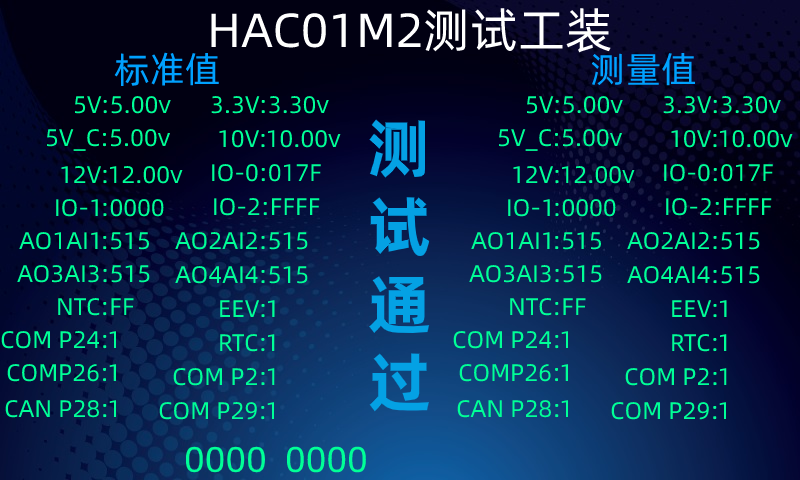 HAC01M2测试工装
标准值
5V:5.00v 3.3V:3.30v
5V_C:5.00v 10V:10.00v
12V:12.00v IO-0:017F
IO-1:0000 IO-2:FFFF
AO1AI1:515 AO2AI2:515
AO3AI3:515 AO4AI4:515
NTC:FF EEV:1
COM P24:1 RTC:1
COMP26:1 COM P2:1
CAN P28:1 COM P29:1
测
试
通
过
测量值
5V:5.00v 3.3V:3.30v
5V_C:5.00v 10V:10.00v
12V:12.00v IO-0:017F
IO-1:0000 IO-2:FFFF
AO1AI1:515 AO2AI2:515
AO3AI3:515 AO4AI4:515
NTC:FF EEV:1
COM P24:1 RTC:1
COMP26:1 COM P2:1
CAN P28:1 COM P29:1
0000 0000